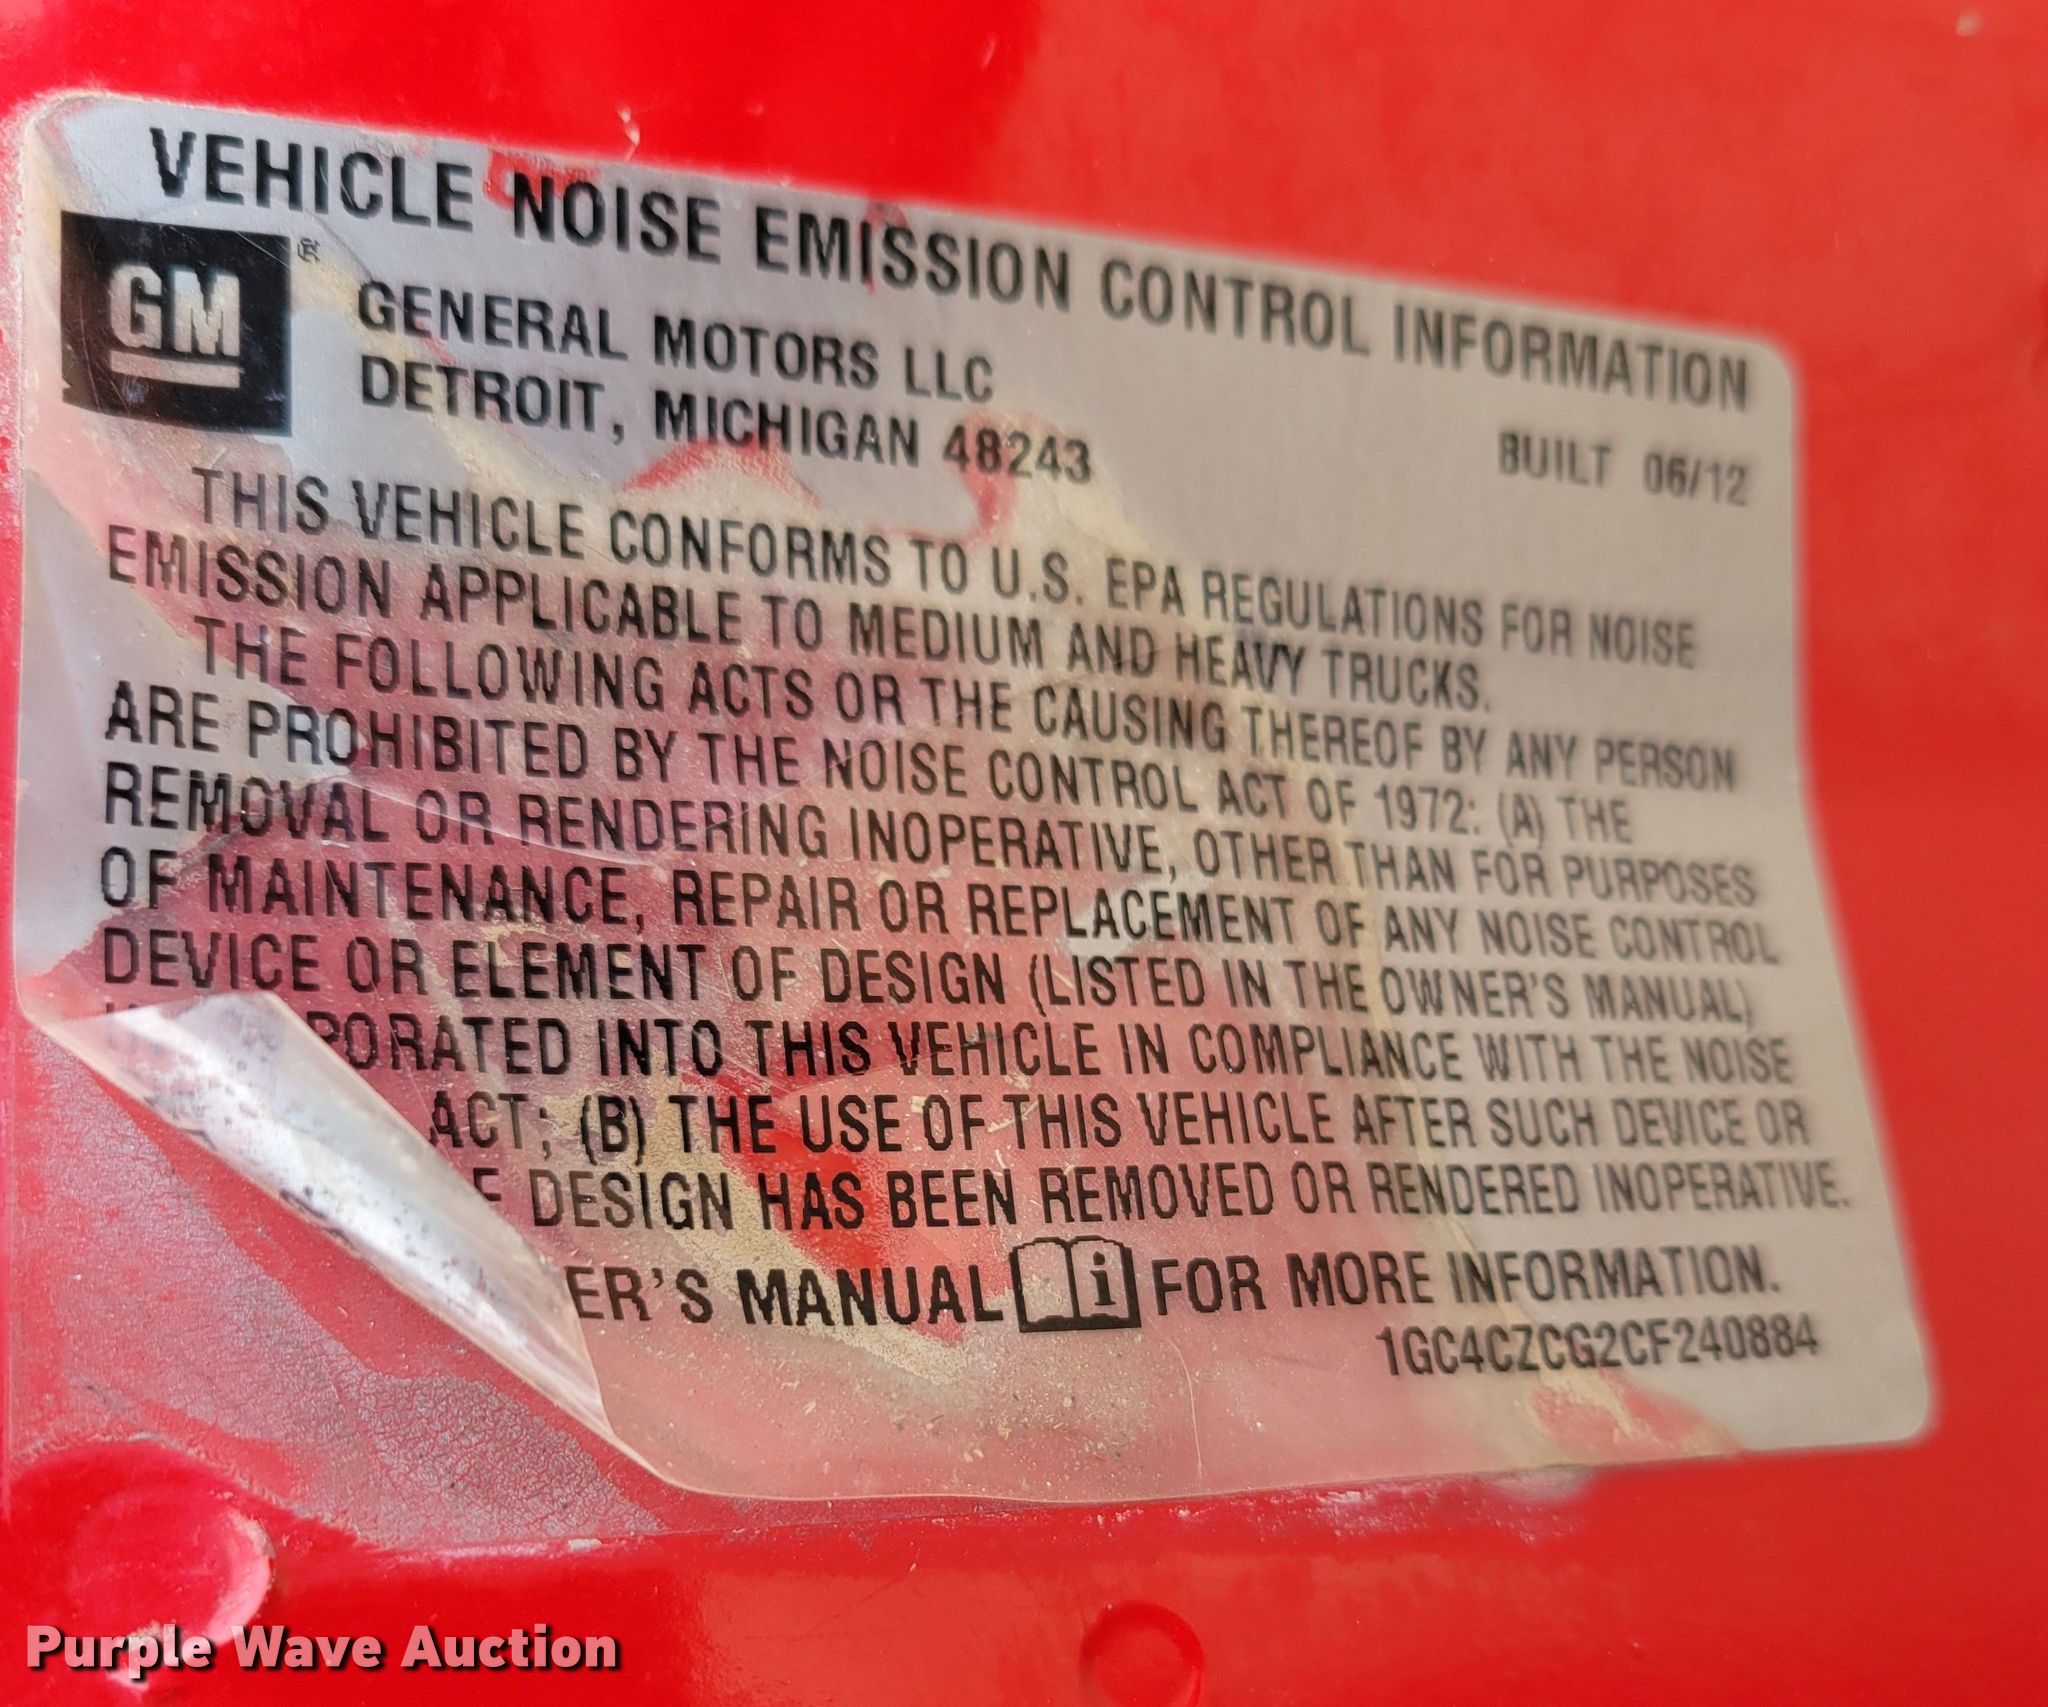 VEHICLE NOISE EMISSION CONTROL INFORMATION
GM ®
GENERAL MOTORS LLC
DETROIT, MICHIGAN 48243
BUILT 06/12
THIS VEHICLE CONFORMS TO U.S. EPA REGULATIONS FOR NOISE
EMISSION APPLICABLE TO MEDIUM AND HEAVY TRUCKS.
THE FOLLOWING ACTS OR THE CAUSING THEREOF BY ANY PERSON
ARE PROHIBITED BY THE NOISE CONTROL ACT OF 1972: (A) THE
REMOVAL OR RENDERING INOPERATIVE, OTHER THAN FOR PURPOSES
OF MAINTENANCE, REPAIR OR REPLACEMENT OF ANY NOISE CONTROL
DEVICE OR ELEMENT OF DESIGN (LISTED IN THE OWNER'S MANUAL)
PORATED INTO THIS VEHICLE IN COMPLIANCE WITH THE NOISE
ACT; (B) THE USE OF THIS VEHICLE AFTER SUCH DEVICE OR
F DESIGN HAS BEEN REMOVED OR RENDERED INOPERATIVE.
ER'S MANUAL i FOR MORE INFORMATION.
1GC4CZCG2CF240884
Purple Wave Auction